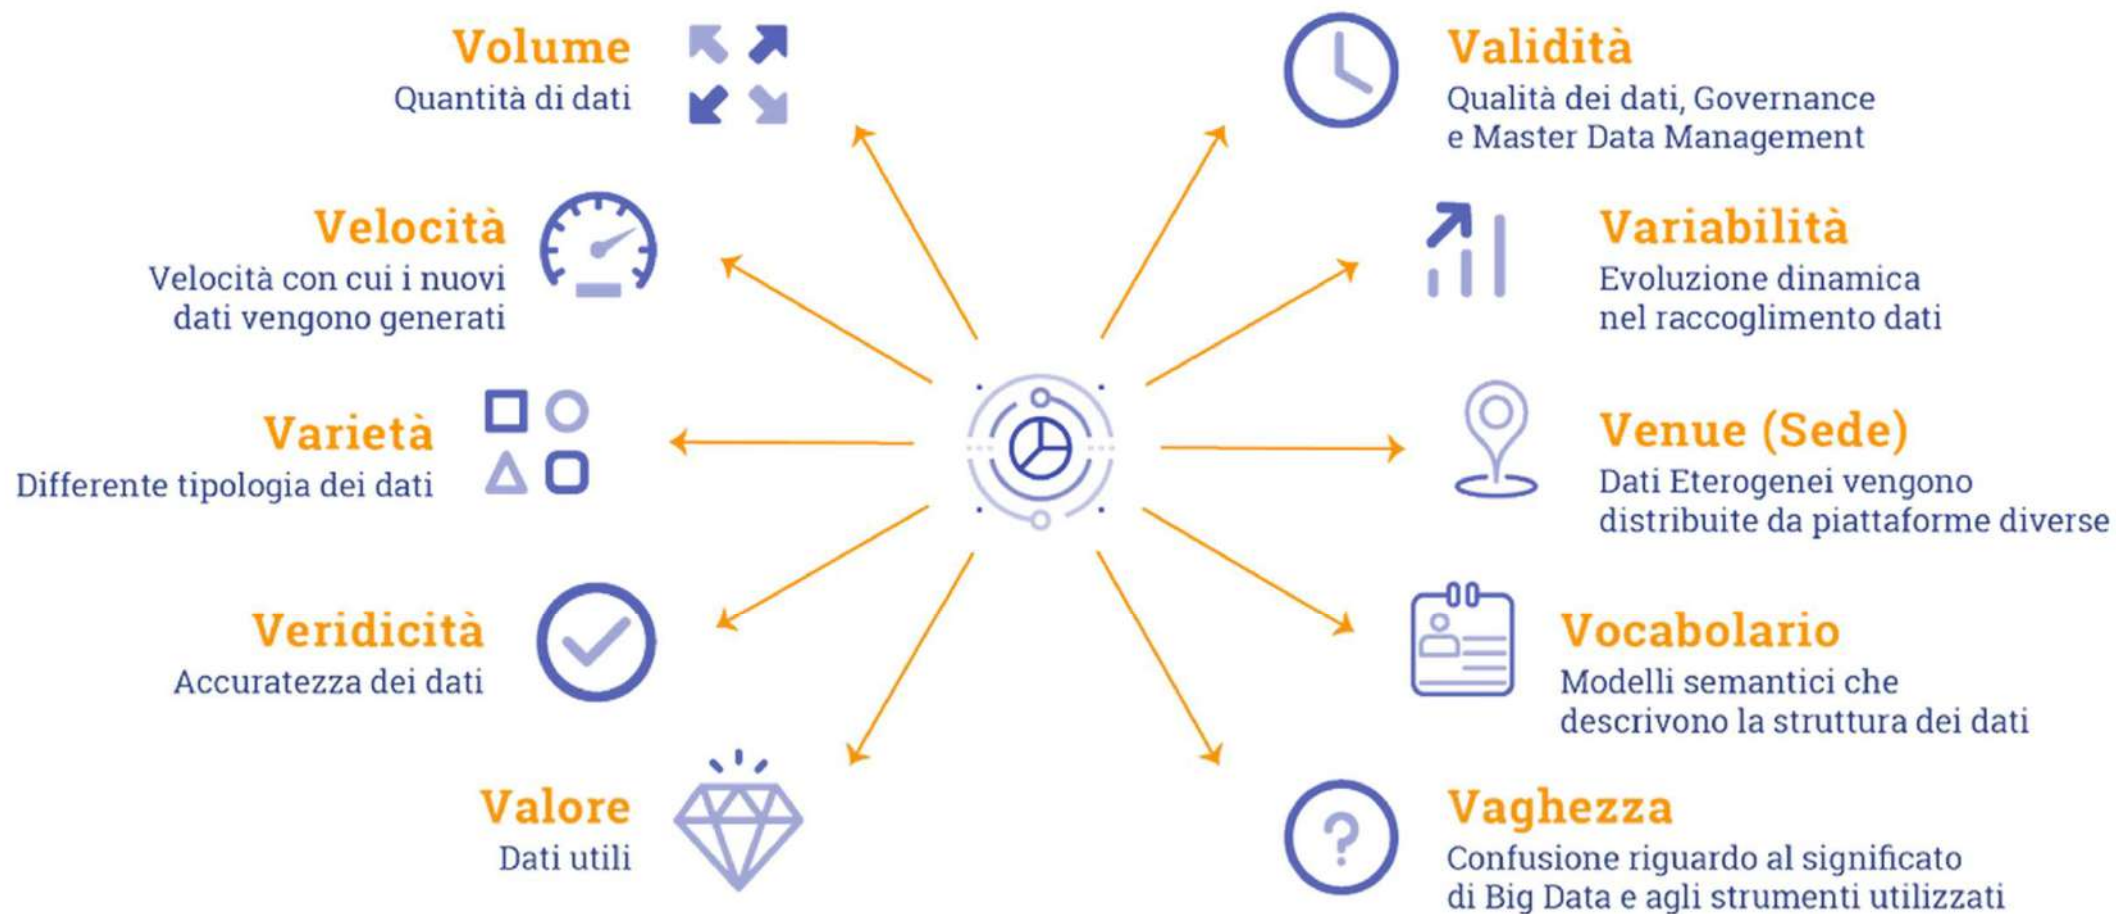 Volume
Quantità di dati
Velocità
Velocità con cui i nuovi
dati vengono generati
Varietà
Differente tipologia dei dati
Veridicità
Accuratezza dei dati
Valore
Dati utili
Validità
Qualità dei dati, Governance
e Master Data Management
Variabilità
Evoluzione dinamica
nel raccoglimento dati
Venue (Sede)
Dati Eterogenei vengono
distribuite da piattaforme diverse
Vocabolario
Modelli semantici che
descrivono la struttura dei dati
?
Vaghezza
Confusione riguardo al significato
di Big Data e agli strumenti utilizzati